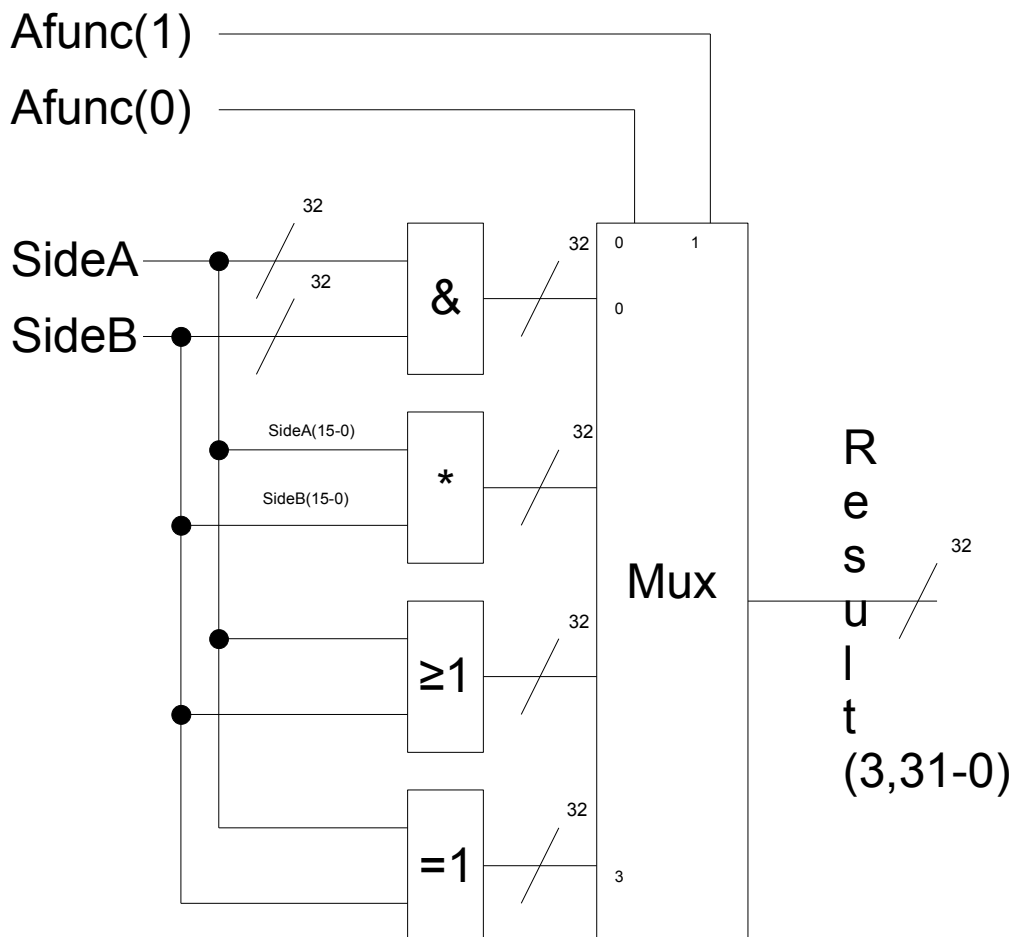 Afunc(1)
Afunc(0)
32
SideA
32
SideB
&
32
0
1
0
SideA(15-0)
SideB(15-0)
*
32
Mux
Result
(3,31-0)
32
≥1
32
=1
32
3